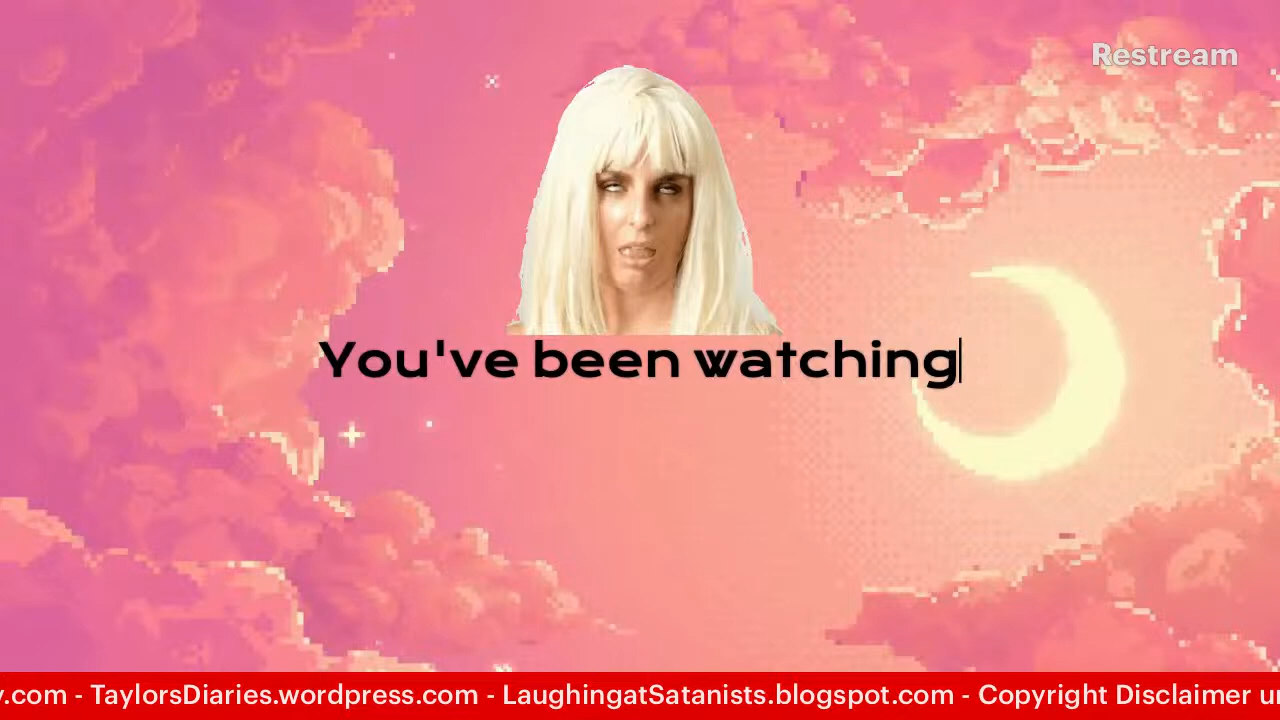 Restream
You've been watching
y.com - TaylorsDiaries.wordpress.com - LaughingatSatanists.blogspot.com - Copyright Disclaimer u